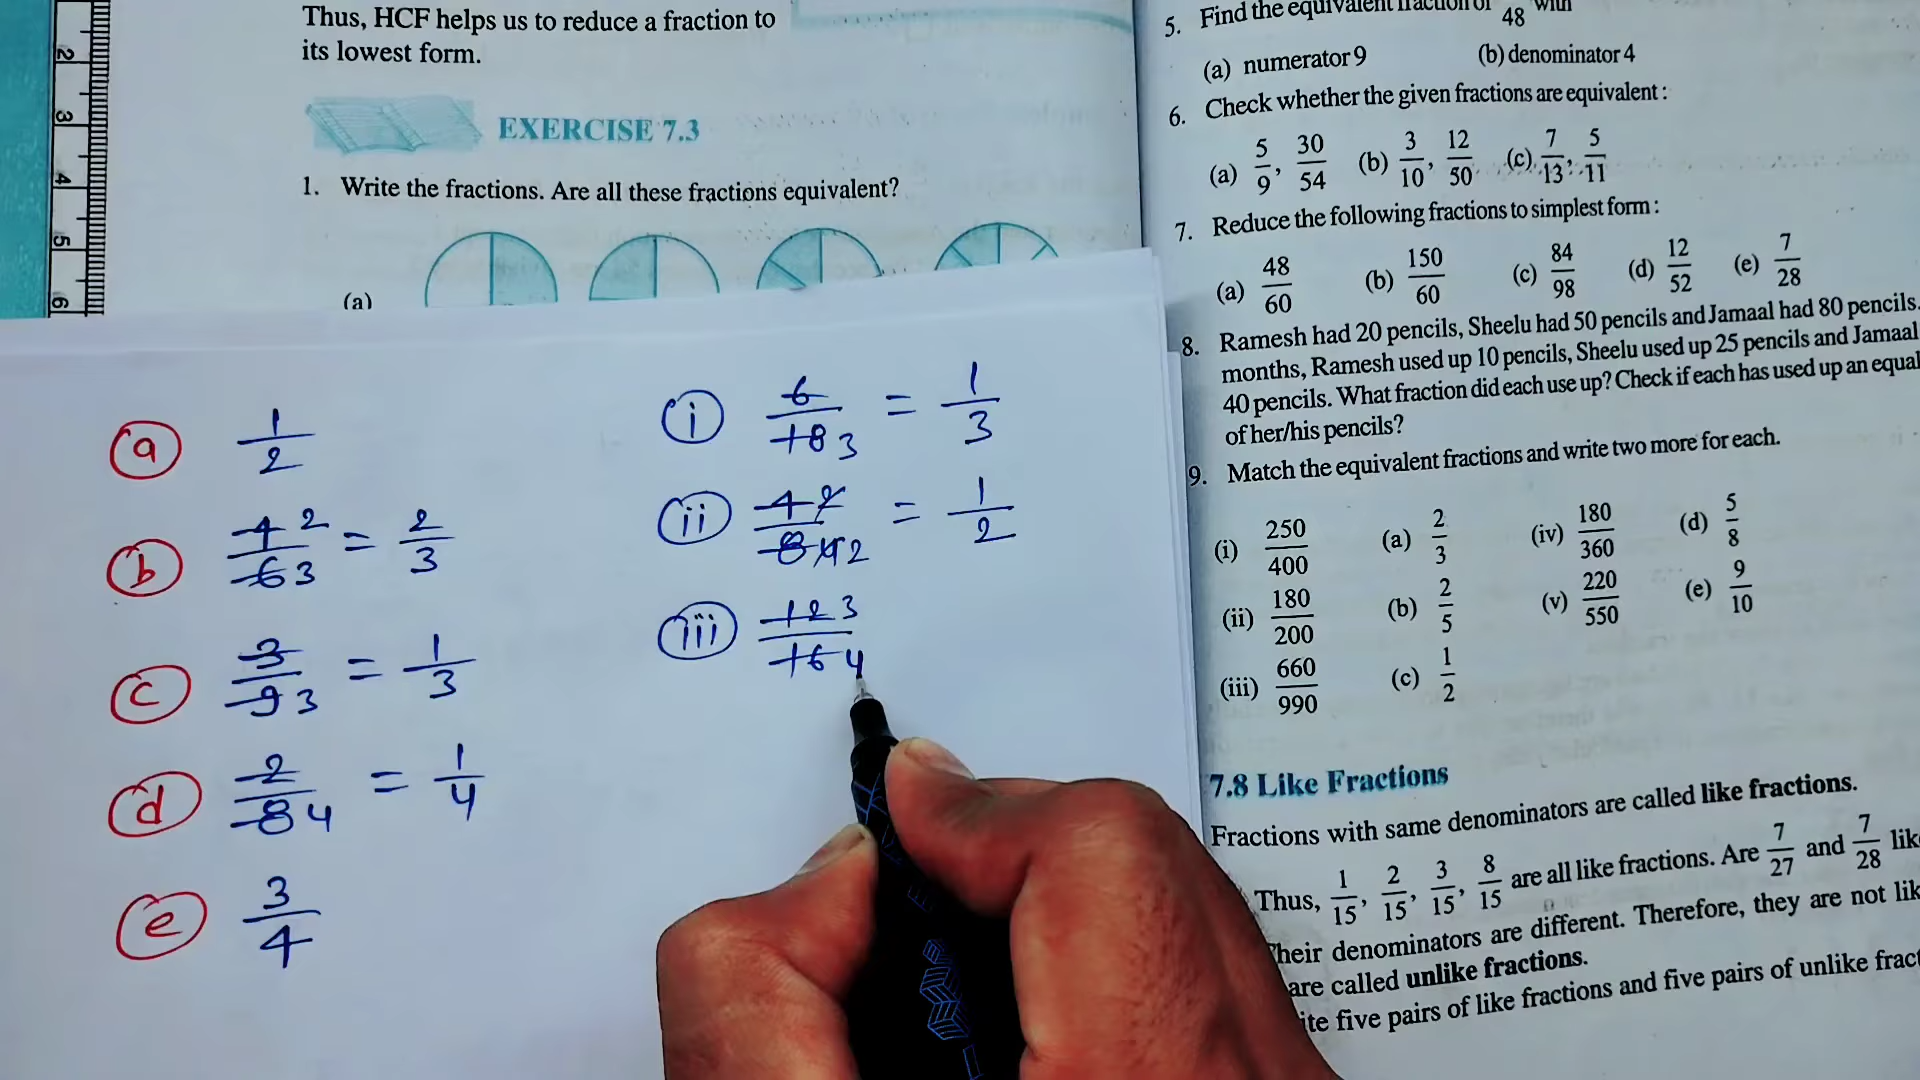 2
3
4
5
6
Thus, HCF helps us to reduce a fraction to
its lowest form.
EXERCISE 7.3
1. Write the fractions. Are all these fractions equivalent?
(a)
(a) 1/2
(b) 4 2/6 3 = 2/3
(c) 3/9 3 = 1/3
(d) 2/8 4 = 1/4
(e) 3/4
(i) 6/18 3 = 1/3
(ii) 4 2/8 4 2 = 1/2
(iii) 12 3/16 4
5. Find the equivalent fraction of 48 with
(a) numerator 9 (b) denominator 4
6. Check whether the given fractions are equivalent :
(a) 5/9, 30/54 (b) 3/10, 12/50 (c) 7/13, 5/11
7. Reduce the following fractions to simplest form :
(a) 48/60 (b) 150/60 (c) 84/98 (d) 12/52 (e) 7/28
8. Ramesh had 20 pencils, Sheelu had 50 pencils and Jamaal had 80 pencils.
months, Ramesh used up 10 pencils, Sheelu used up 25 pencils and Jamaal
40 pencils. What fraction did each use up? Check if each has used up an equal
of her/his pencils?
9. Match the equivalent fractions and write two more for each.
(i) 250/400 (a) 2/3 (iv) 180/360 (d) 5/8
(ii) 180/200 (b) 2/5 (v) 220/550 (e) 9/10
(iii) 660/990 (c) 1/2
7.8 Like Fractions
Fractions with same denominators are called like fractions.
Thus, 1/15, 2/15, 3/15, 8/15 are all like fractions. Are 7/27 and 7/28 lik
heir denominators are different. Therefore, they are not lik
are called unlike fractions.
ite five pairs of like fractions and five pairs of unlike fract